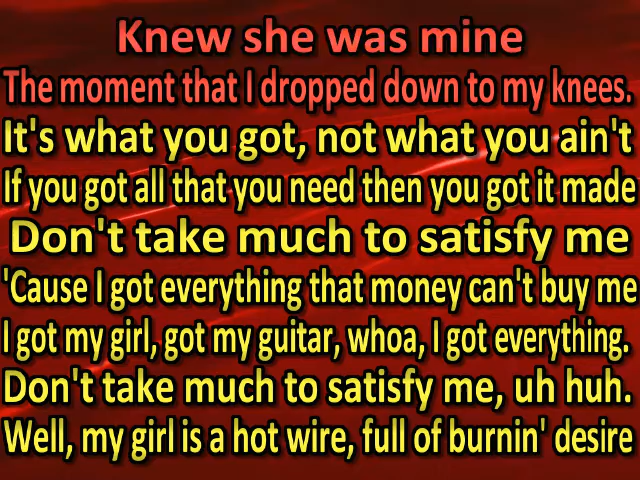 Knew she was mine
The moment that I dropped down to my knees.
It's what you got, not what you ain't
If you got all that you need then you got it made
Don't take much to satisfy me
'Cause I got everything that money can't buy me
I got my girl, got my guitar, whoa, I got everything.
Don't take much to satisfy me, uh huh.
Well, my girl is a hot wire, full of burnin' desire